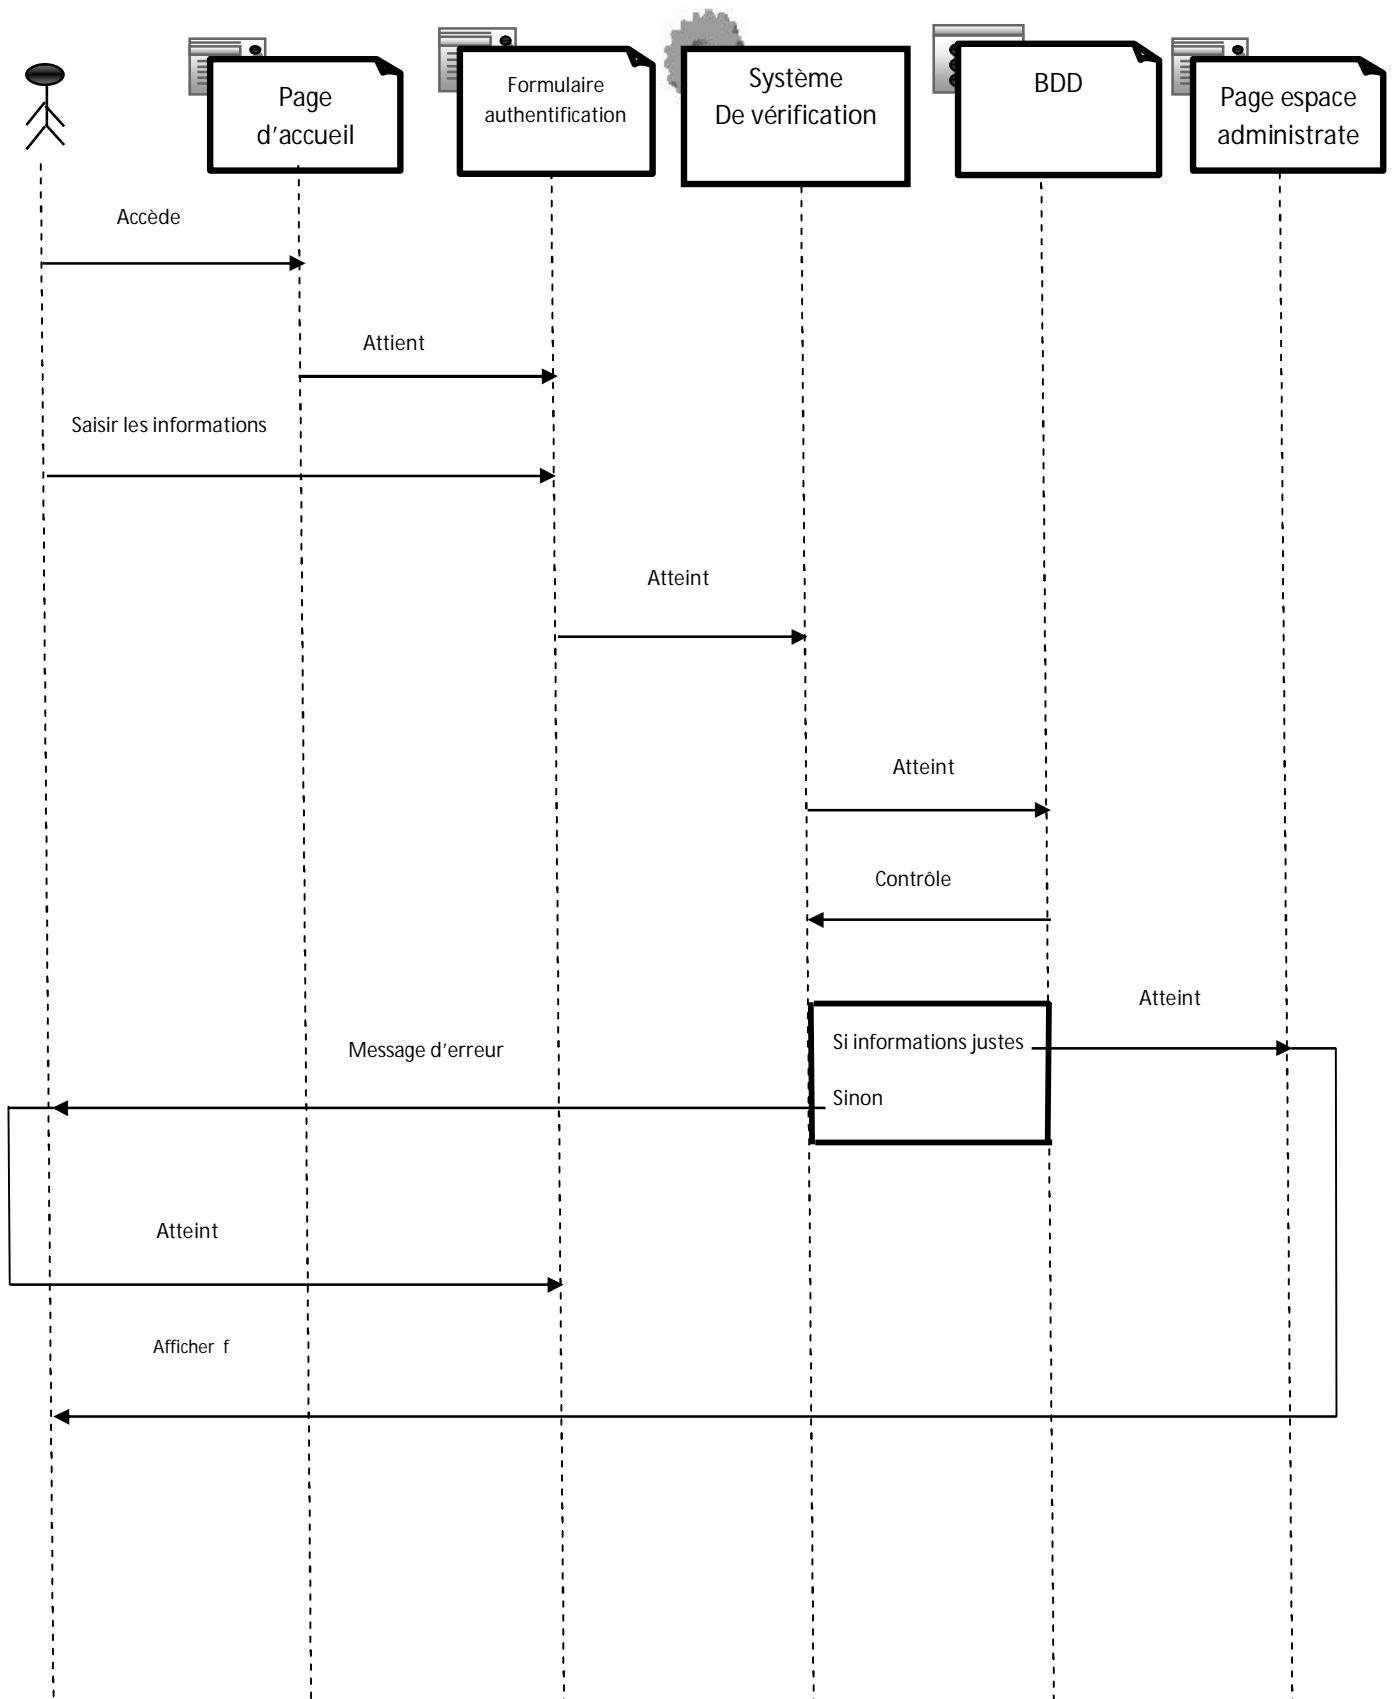 Page
d'accueil
Formulaire
authentification
Système
De vérification
BDD
Page espace
administrate
Accède
Attient
Saisir les informations
Atteint
Atteint
Contrôle
Atteint
Si informations justes
Message d'erreur
Sinon
Atteint
Afficher f